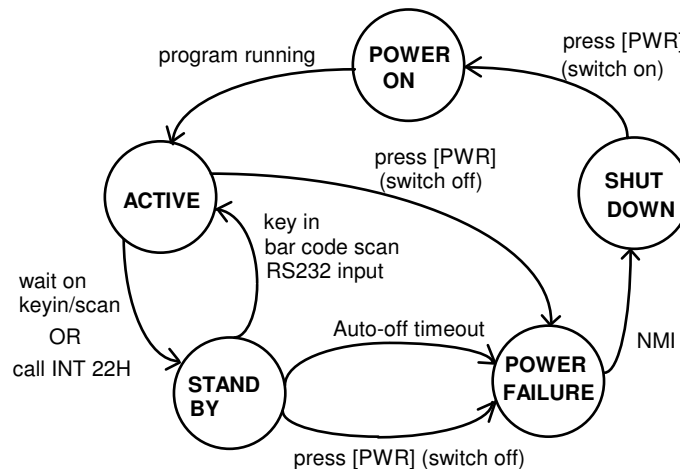 program running
POWER
ON
press [PWR]
(switch on)
press [PWR]
(switch off)
ACTIVE
SHUT
DOWN
key in
bar code scan
RS232 input
wait on
keyin/scan
OR
call INT 22H
Auto-off timeout
NMI
STAND
BY
POWER
FAILURE
press [PWR] (switch off)